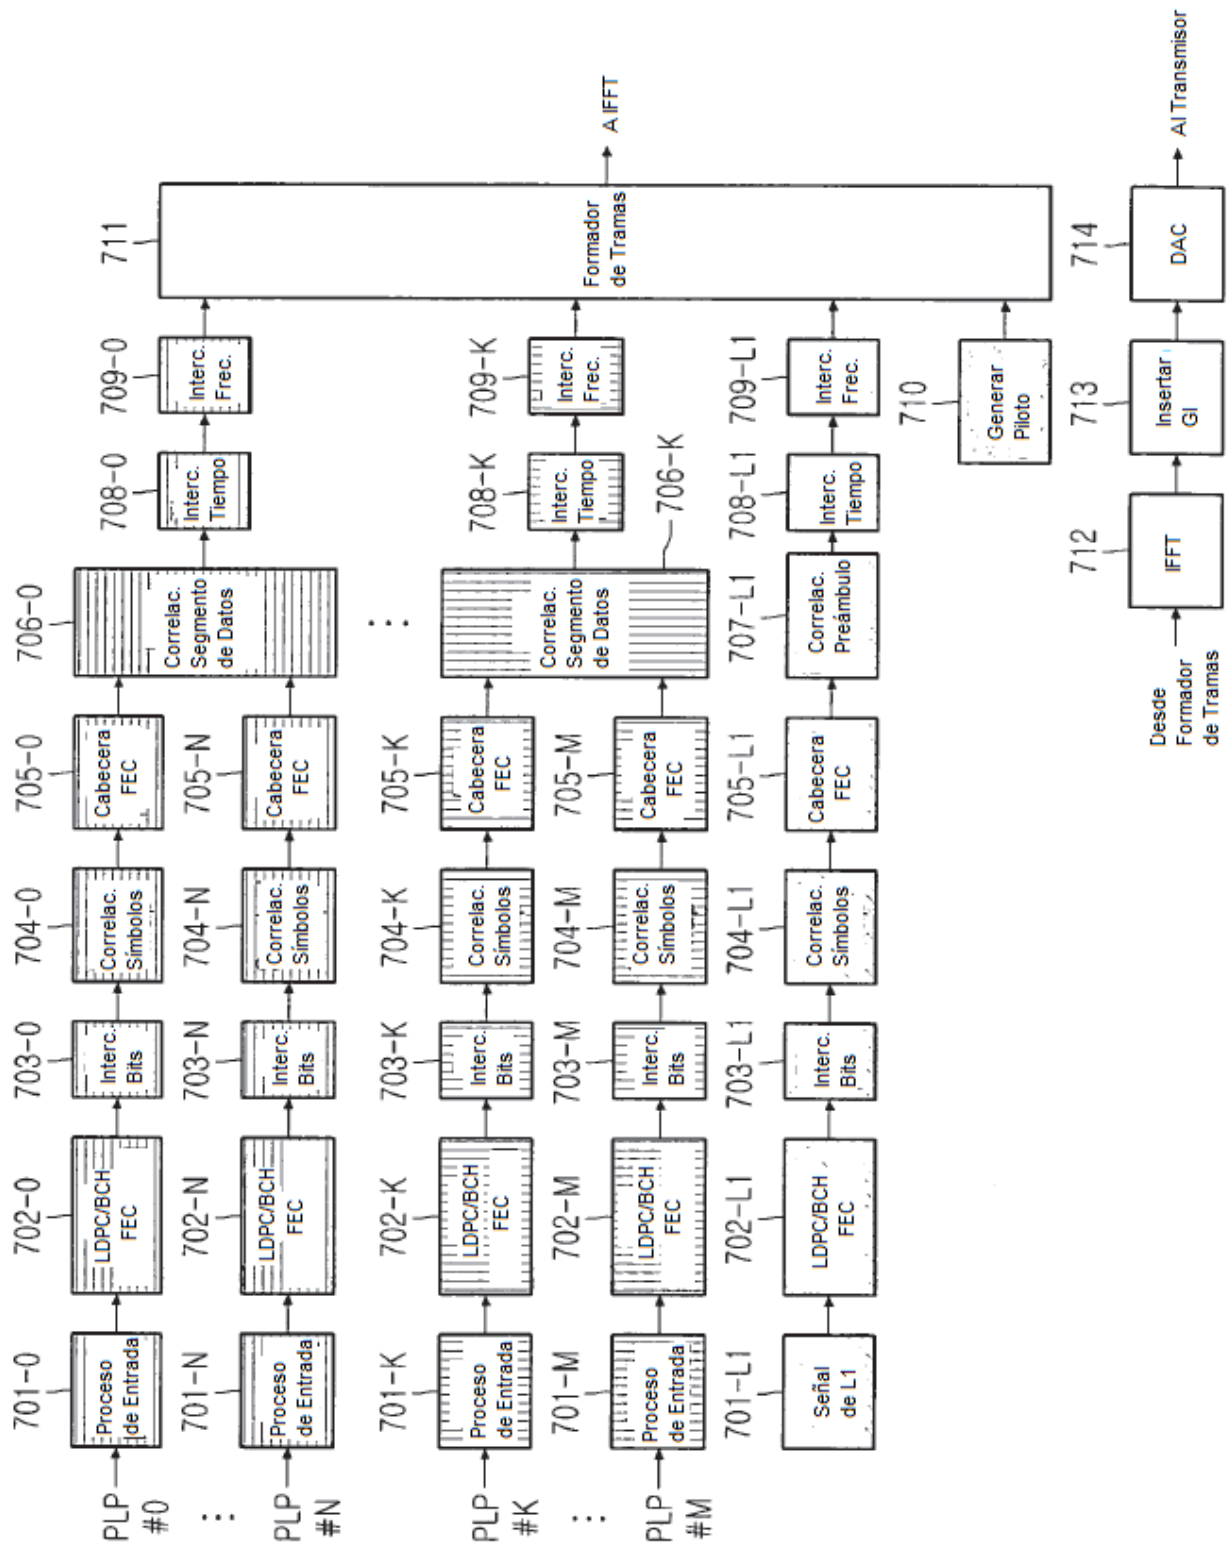 PLP
#0
701-0
Proceso
de Entrada
702-0
LDPC/BCH
FEC
703-0
Interc.
Bits
704-0
Correlac.
Símbolos
705-0
Cabecera
FEC
706-0
Correlac.
Segmento
de Datos
708-0
Interc.
Tiempo
709-0
Interc.
Frec.
711
Formador
de Tramas
A IFFT
PLP
#N
701-N
Proceso
de Entrada
702-N
LDPC/BCH
FEC
703-N
Interc.
Bits
704-N
Correlac.
Símbolos
705-N
Cabecera
FEC
PLP
#K
701-K
Proceso
de Entrada
702-K
LDPC/BCH
FEC
703-K
Interc.
Bits
704-K
Correlac.
Símbolos
705-K
Cabecera
FEC
Correlac.
Segmento
de Datos
706-K
708-K
Interc.
Tiempo
709-K
Interc.
Frec.
PLP
#M
701-M
Proceso
de Entrada
702-M
LDPC/BCH
FEC
703-M
Interc.
Bits
704-M
Correlac.
Símbolos
705-M
Cabecera
FEC
701-L1
Señal
de L1
702-L1
LDPC/BCH
FEC
703-L1
Interc.
Bits
704-L1
Correlac.
Símbolos
705-L1
Cabecera
FEC
707-L1
Correlac.
Preámbulo
708-L1
Interc.
Tiempo
709-L1
Interc.
Frec.
710
Generar
Piloto
Desde
Formador
de Tramas
712
IFFT
713
Insertar
GI
714
DAC
Al Transmisor